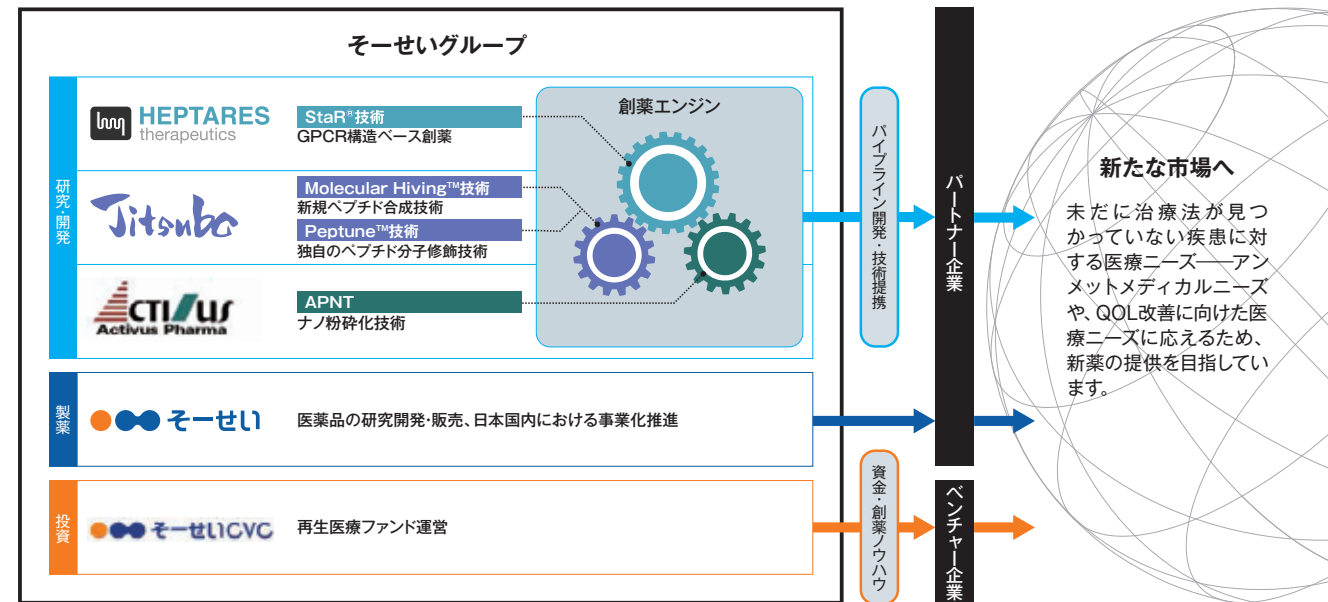 そーせいグループ
研究・開発
HEPTARES
therapeutics
StaR®技術
GPCR構造ベース創薬
Jitsubo
Molecular Hiving™技術
新規ペプチド合成技術
Peptune™技術
独自のペプチド分子修飾技術
ACTIVUS
Activus Pharma
APNT
ナノ粉砕化技術
創薬エンジン
製薬
そーせい
医薬品の研究開発・販売、日本国内における事業化推進
投資
そーせいCVC
再生医療ファンド運営
パイプライン開発・技術提携
資金・創薬ノウハウ
パートナー企業
ベンチャー企業
新たな市場へ
未だに治療法が見つ
かっていない疾患に対
する医療ニーズ――アン
メットメディカルニーズ
や、QOL改善に向けた医
療ニーズに応えるため、
新薬の提供を目指してい
ます。